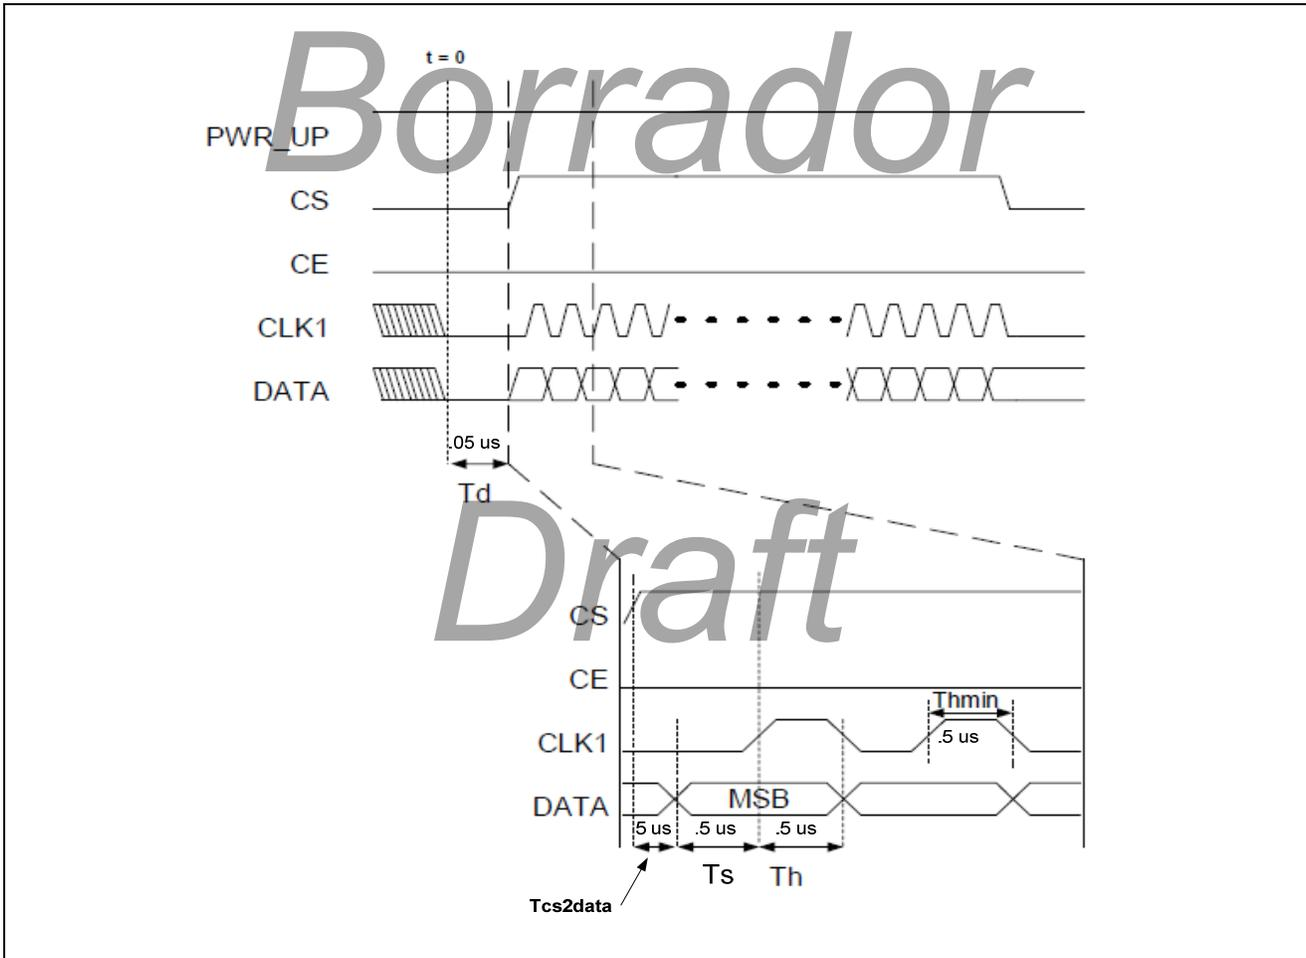 Borrador
t = 0
PWR_UP
CS
CE
CLK1
DATA
.05 us
Td
Draft
CS
CE
Thmin
CLK1
.5 us
DATA
MSB
5 us
.5 us
.5 us
Ts
Th
Tcs2data